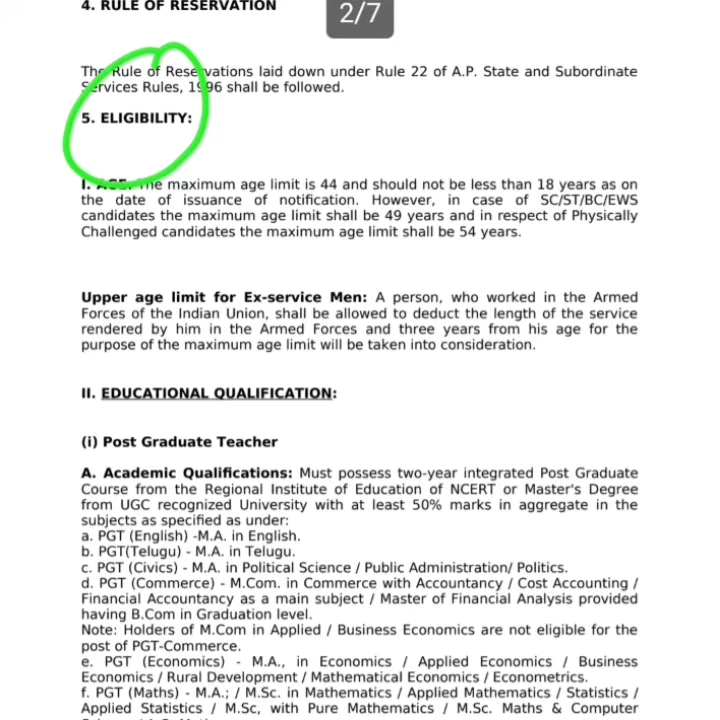 4. RULE OF RESERVATION
2/7
The Rule of Reservations laid down under Rule 22 of A.P. State and Subordinate
Services Rules, 1996 shall be followed.
5. ELIGIBILITY:
I. AGE: The maximum age limit is 44 and should not be less than 18 years as on
the date of issuance of notification. However, in case of SC/ST/BC/EWS
candidates the maximum age limit shall be 49 years and in respect of Physically
Challenged candidates the maximum age limit shall be 54 years.
Upper age limit for Ex-service Men: A person, who worked in the Armed
Forces of the Indian Union, shall be allowed to deduct the length of the service
rendered by him in the Armed Forces and three years from his age for the
purpose of the maximum age limit will be taken into consideration.
II. EDUCATIONAL QUALIFICATION:
(i) Post Graduate Teacher
A. Academic Qualifications: Must possess two-year integrated Post Graduate
Course from the Regional Institute of Education of NCERT or Master's Degree
from UGC recognized University with at least 50% marks in aggregate in the
subjects as specified as under:
a. PGT (English) -M.A. in English.
b. PGT(Telugu) - M.A. in Telugu.
c. PGT (Civics) - M.A. in Political Science / Public Administration/ Politics.
d. PGT (Commerce) - M.Com. in Commerce with Accountancy / Cost Accounting /
Financial Accountancy as a main subject / Master of Financial Analysis provided
having B.Com in Graduation level.
Note: Holders of M.Com in Applied / Business Economics are not eligible for the
post of PGT-Commerce.
e. PGT (Economics) - M.A., in Economics / Applied Economics / Business
Economics / Rural Development / Mathematical Economics / Econometrics.
f. PGT (Maths) - M.A.; / M.Sc. in Mathematics / Applied Mathematics / Statistics /
Applied Statistics / M.Sc, with Pure Mathematics / M.Sc. Maths & Computer